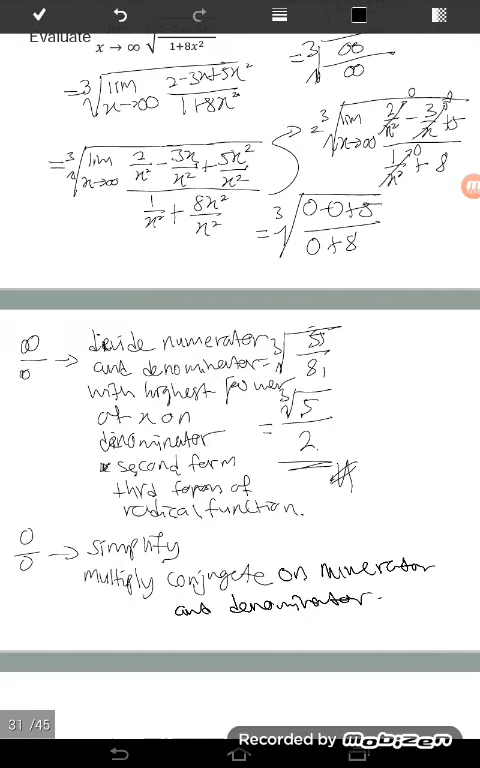 Evaluate
x → ∞ √ 1+8x²
= ∛ ∞/∞
= ∛ lim x→∞ (2-3x+5x²)/(1+8x²)
= ∛ lim x→∞ (2/x² - 3x/x² + 5x²/x²)/(1/x² + 8x²/x²)
∛ lim x→∞ (2/x² - 3/x + 5)/(1/x² + 8)
= ∛ (0-0+5)/(0+8)
∞/∞ → divide numerator
and denominator
with highest power
of x on
denominator
second form
third form of
radical function.
= ∛ 5/8
= ∛5/2
0/0 → simplify
multiply conjugate on numerator
and denominator.
31 /45
Recorded by mobizen